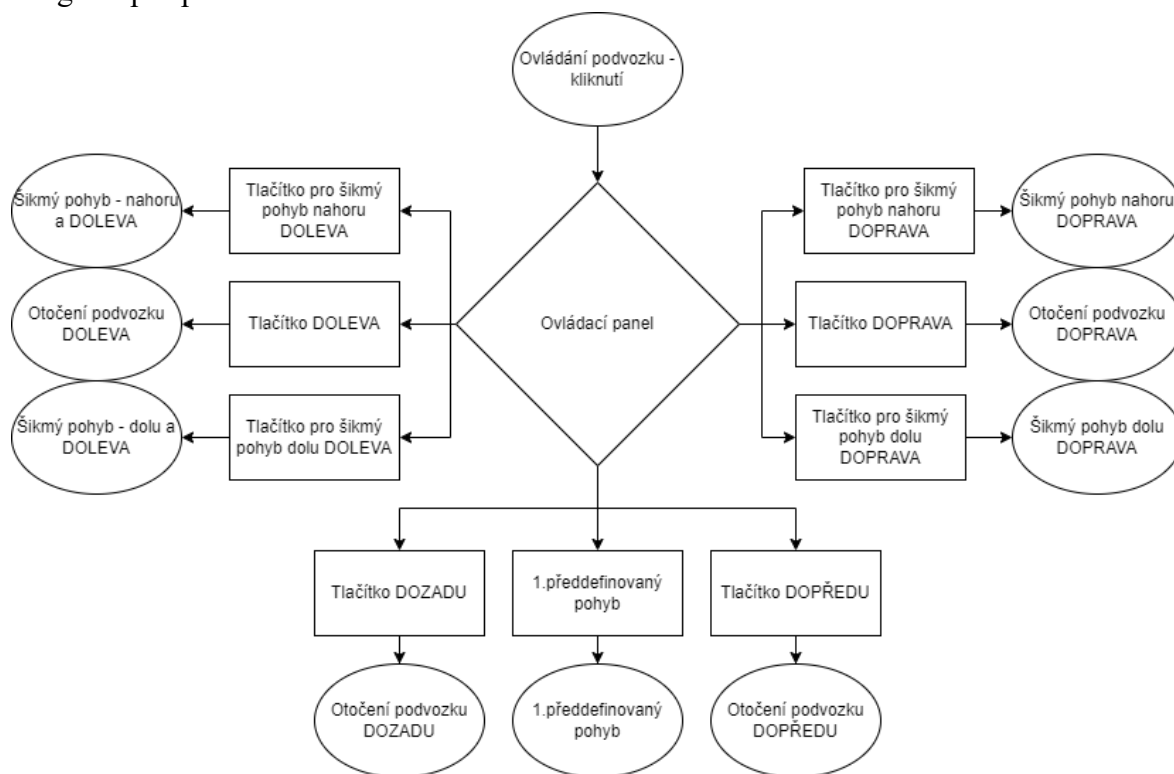 Ovládání podvozku -
kliknutí
Šikmý pohyb - nahoru
a DOLEVA
Tlačítko pro šikmý
pohyb nahoru
DOLEVA
Tlačítko pro šikmý
pohyb nahoru
DOPRAVA
Šikmý pohyb nahoru
DOPRAVA
Otočení podvozku
DOLEVA
Tlačítko DOLEVA
Ovládací panel
Tlačítko DOPRAVA
Otočení podvozku
DOPRAVA
Šikmý pohyb - dolu a
DOLEVA
Tlačítko pro šikmý
pohyb dolu DOLEVA
Tlačítko pro šikmý
pohyb dolu
DOPRAVA
Šikmý pohyb dolu
DOPRAVA
Tlačítko DOZADU
1.předdefinovaný
pohyb
Tlačítko DOPŘEDU
Otočení podvozku
DOZADU
1.předdefinovaný
pohyb
Otočení podvozku
DOPŘEDU